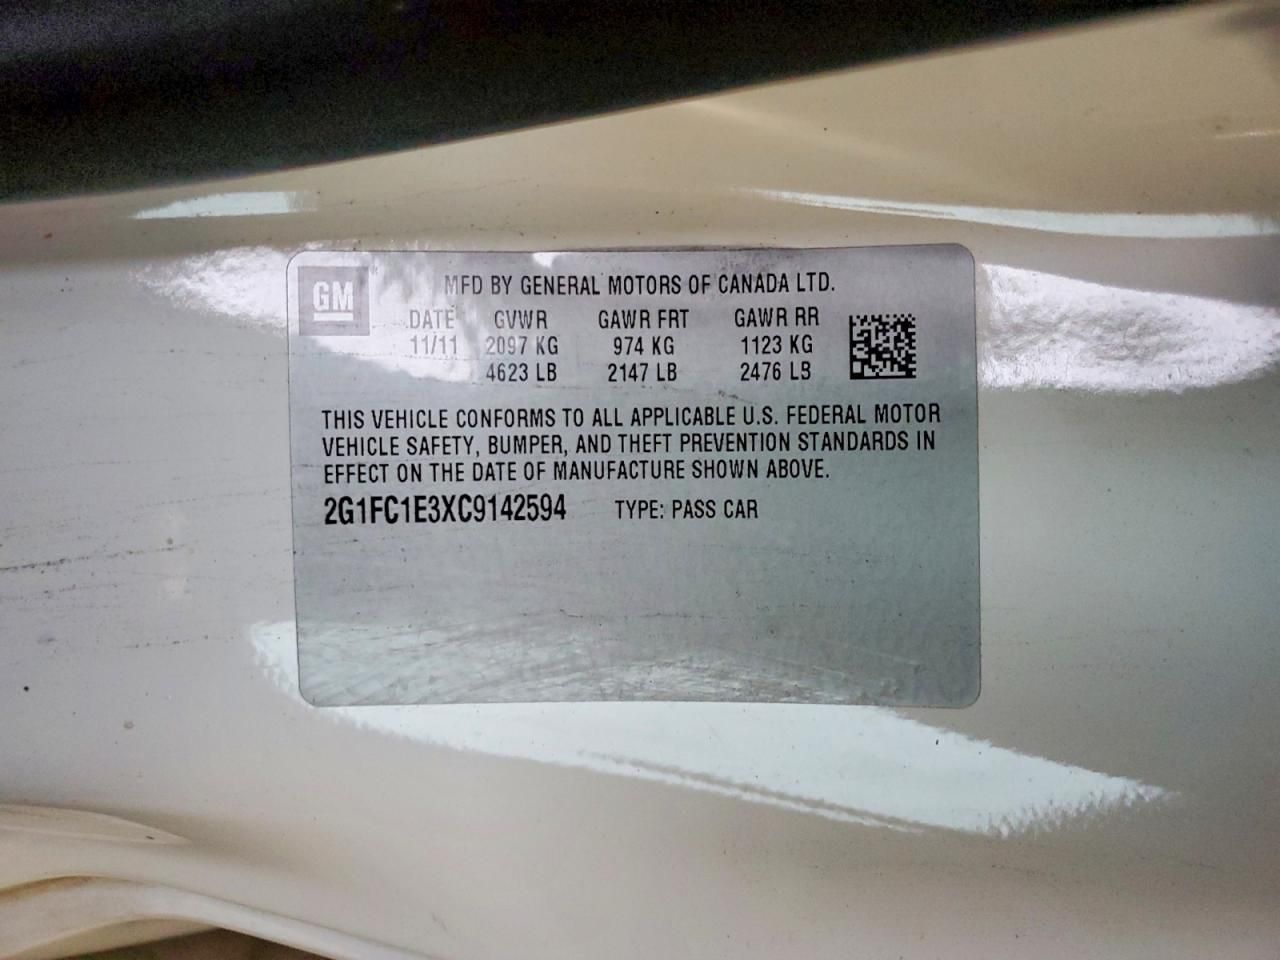 GM
MFD BY GENERAL MOTORS OF CANADA LTD.
DATE GVWR GAWR FRT GAWR RR
11/11 2097 KG 974 KG 1123 KG
4623 LB 2147 LB 2476 LB
THIS VEHICLE CONFORMS TO ALL APPLICABLE U.S. FEDERAL MOTOR
VEHICLE SAFETY, BUMPER, AND THEFT PREVENTION STANDARDS IN
EFFECT ON THE DATE OF MANUFACTURE SHOWN ABOVE.
2G1FC1E3XC9142594 TYPE: PASS CAR